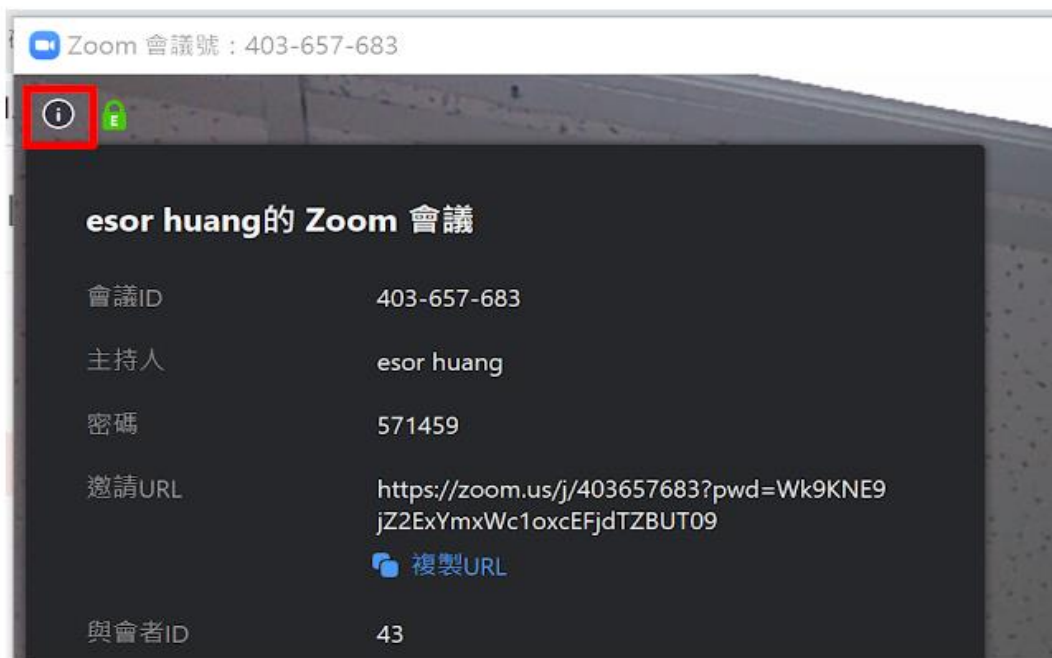 Zoom 會議號：403-657-683
esor huang的 Zoom 會議
會議ID
403-657-683
主持人
esor huang
密碼
571459
邀請URL
https://zoom.us/j/403657683?pwd=Wk9KNE9
jZ2ExYmxWc1oxcEFjdTZBUT09
複製URL
與會者ID
43